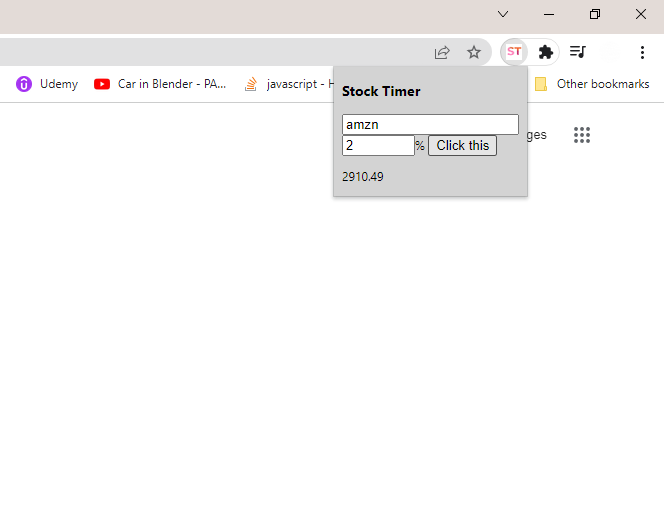 ST
Udemy
Car in Blender - PA...
javascript - H
Other bookmarks
Stock Timer
amzn
2
%
Click this
2910.49
ges